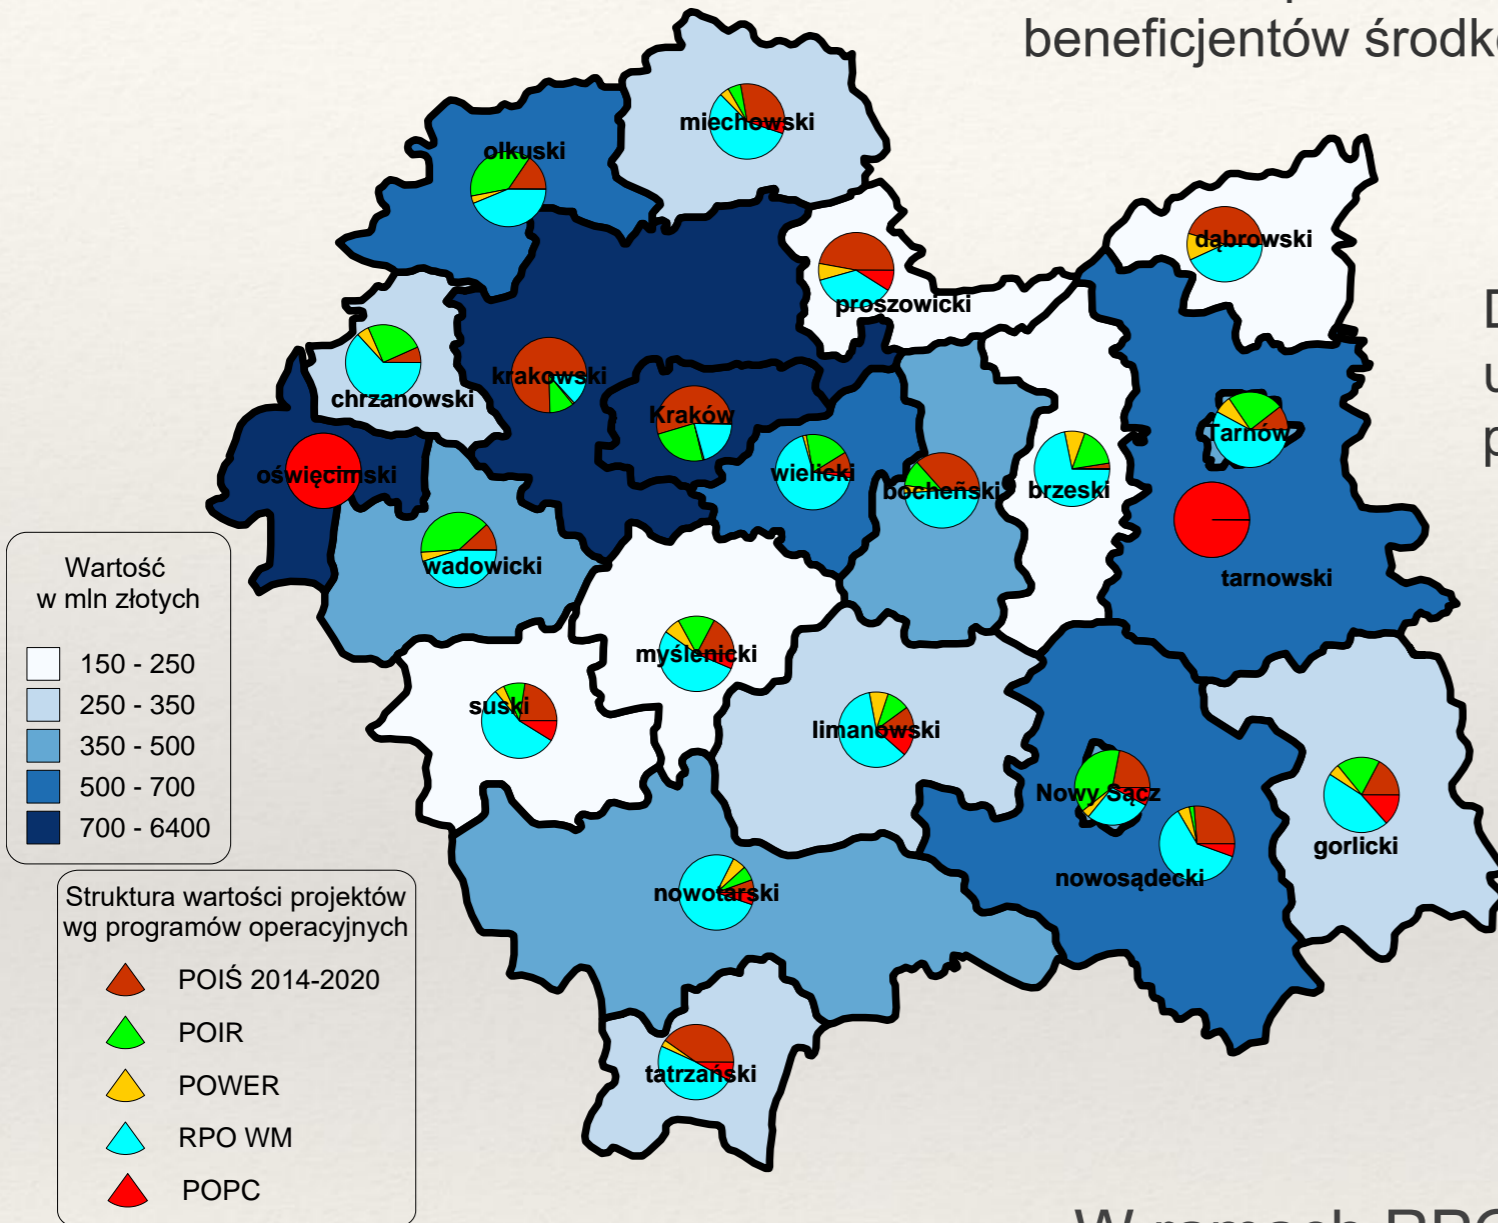 beneficjentów środk
miechowski
olkuski
dąbrowski
proszowicki
krakowski
chrzanowski
Kraków
Tarnów
oświęcimski
wielicki
bocheński
brzeski
wadowicki
tarnowski
myślenicki
suski
limanowski
Nowy Sącz
gorlicki
nowosądecki
nowotarski
tatrzański
D
u
p
Wartość
w mln złotych
150 - 250
250 - 350
350 - 500
500 - 700
700 - 6400
Struktura wartości projektów
wg programów operacyjnych
POIŚ 2014-2020
POIR
POWER
RPO WM
POPC
W ramach RPO